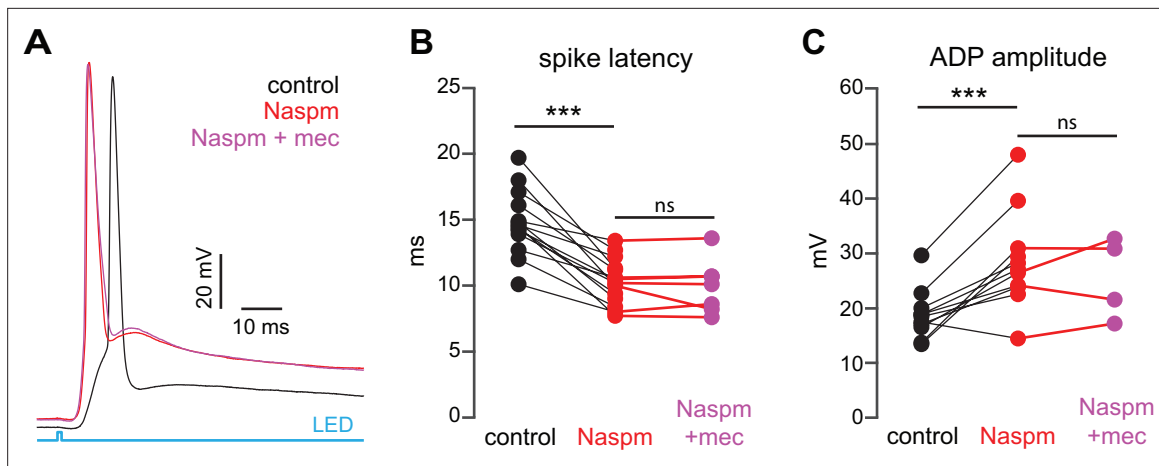 A
control
Naspm
Naspm + mec
20 mV
10 ms
LED
B
spike latency
25
20
15
10
5
0
ms
***
ns
control
Naspm
Naspm
+mec
C
ADP amplitude
60
50
40
30
20
10
0
mV
***
ns
control
Naspm
Naspm
+mec